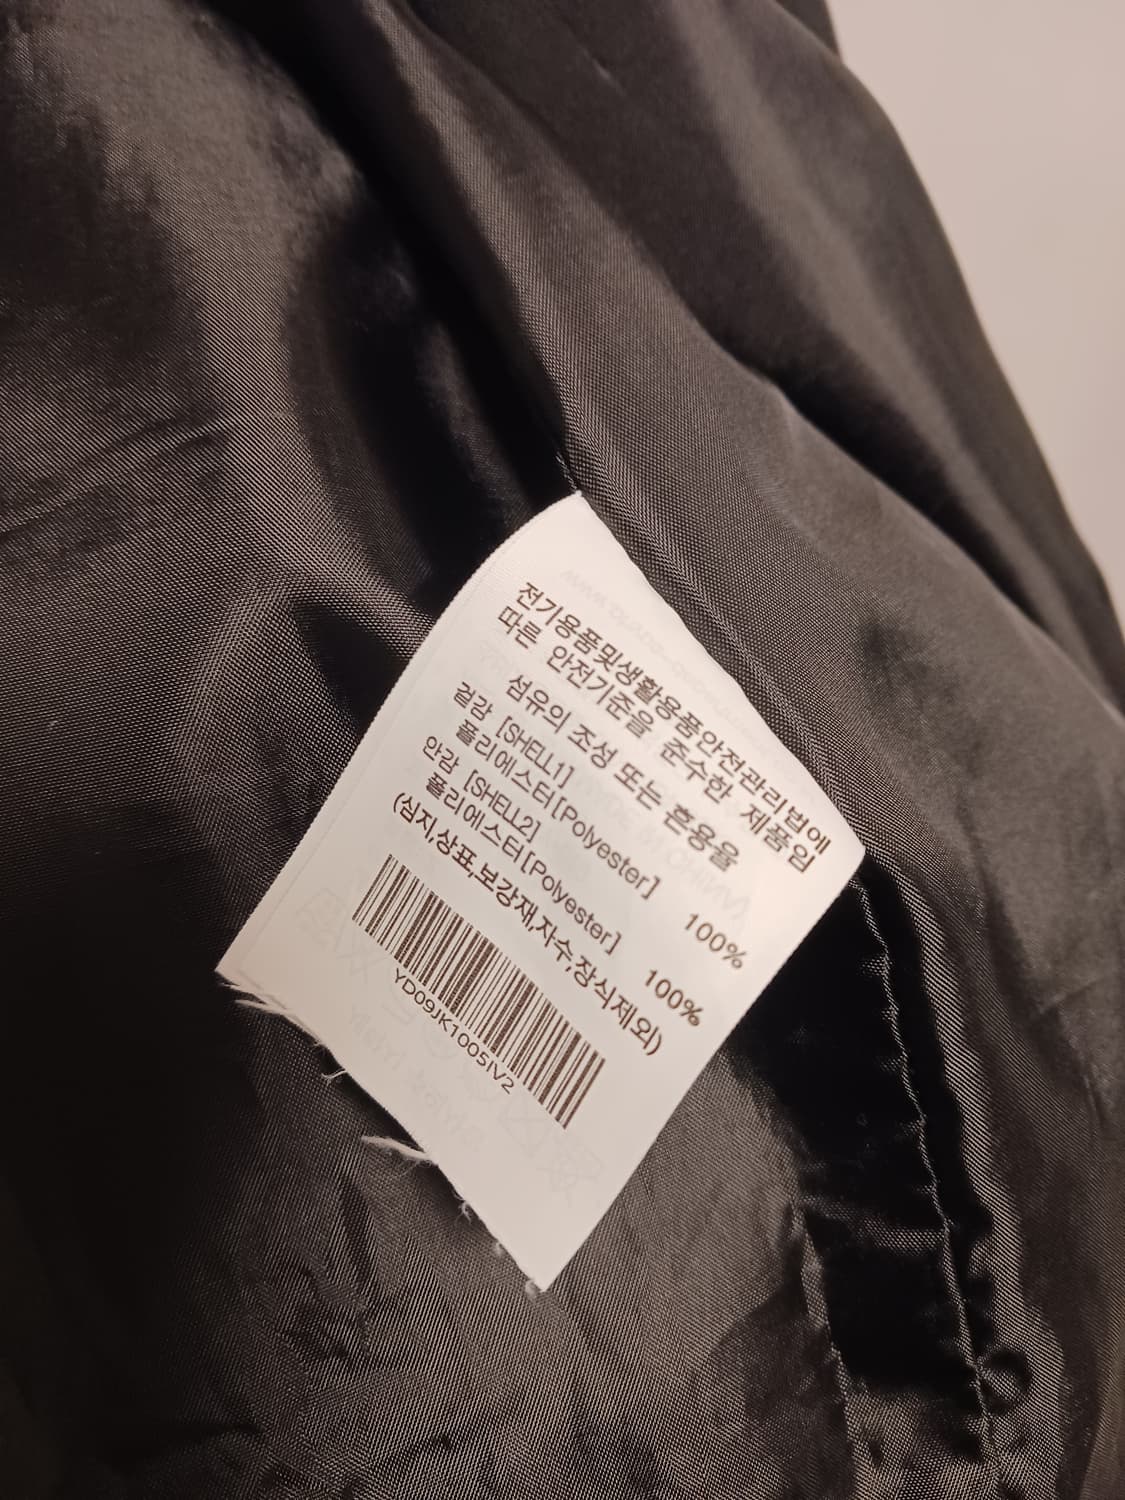 전기용품및생활용품안전관리법에
따른 안전기준을 준수한 제품임
섬유의 조성 또는 혼용율
겉감 [SHELL1]
폴리에스터[Polyester] 100%
안감 [SHELL2]
폴리에스터[Polyester] 100%
(심지,상표,보강재,자수,장식제외)
YD09JK1005IV2